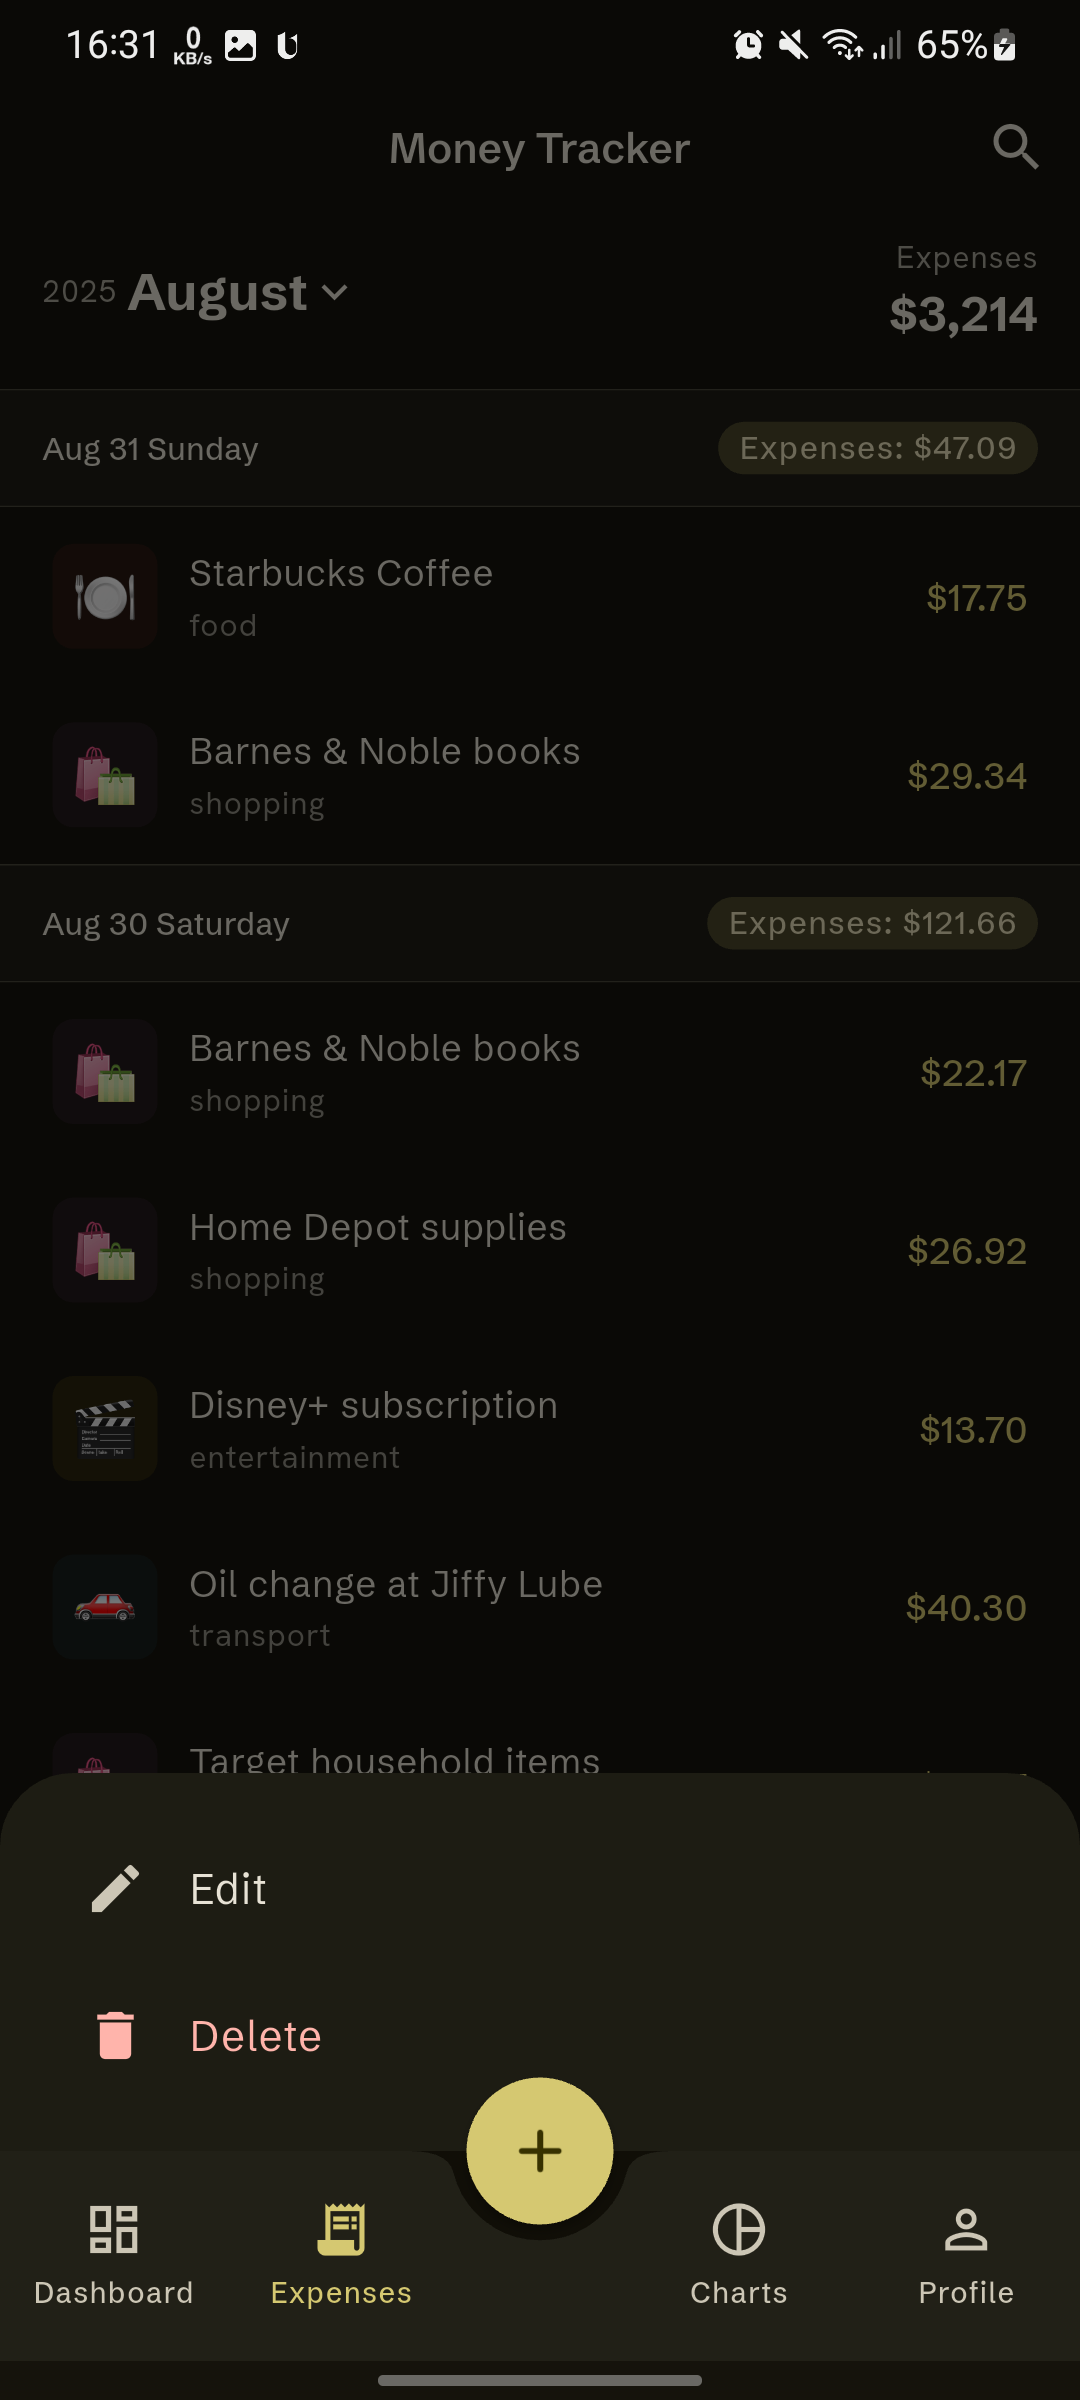 16:31 0 KB/s 65%
Money Tracker
2025 August
Expenses
$3,214
Aug 31 Sunday Expenses: $47.09
Starbucks Coffee
food
$17.75
Barnes & Noble books
shopping
$29.34
Aug 30 Saturday Expenses: $121.66
Barnes & Noble books
shopping
$22.17
Home Depot supplies
shopping
$26.92
Disney+ subscription
entertainment
$13.70
Oil change at Jiffy Lube
transport
$40.30
Target household items
Edit
Delete
Dashboard Expenses Charts Profile